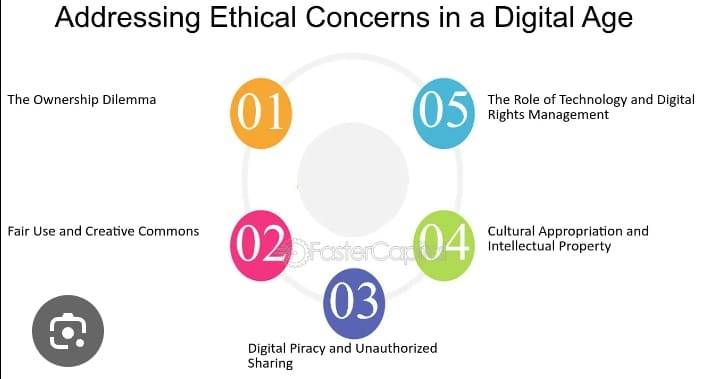 Addressing Ethical Concerns in a Digital Age
The Ownership Dilemma
01
05
The Role of Technology and Digital
Rights Management
Fair Use and Creative Commons
02
04
Cultural Appropriation and
Intellectual Property
FasterCapital
03
Digital Piracy and Unauthorized
Sharing